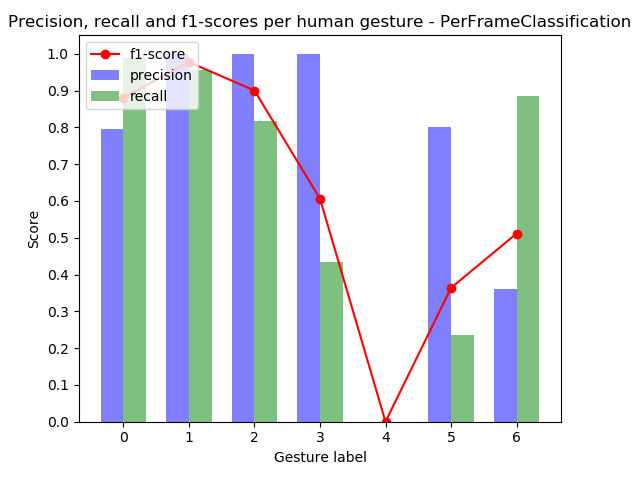 Precision, recall and f1-scores per human gesture - PerFrameClassification
1.0
0.9
0.8
0.7
0.6
0.5
0.4
0.3
0.2
0.1
0.0
Score
f1-score
precision
recall
0 1 2 3 4 5 6
Gesture label